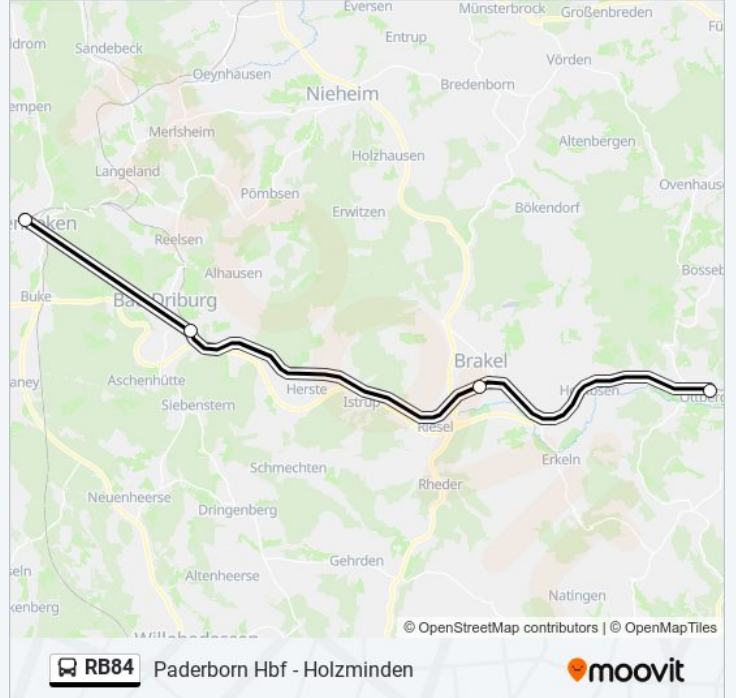 Eversen
Münsterbrock
Großenbreden
Entrup
Sandebeck
Vörden
Oeynhausen
Bredenborn
Nieheim
Merlsheim
Altenbergen
Holzhausen
Langeland
Pömbsen
Erwitzen
Bökendorf
Reelsen
Alhausen
Buke
Bad Driburg
Brakel
Aschenhütte
Herste
Istrup
Siebenstern
Riesel
Erkeln
Schmechten
Rheder
Neuenheerse
Dringenberg
Gehrden
Altenheerse
Natingen
© OpenStreetMap contributors | © OpenMapTiles
RB84 Paderborn Hbf - Holzminden
moovit